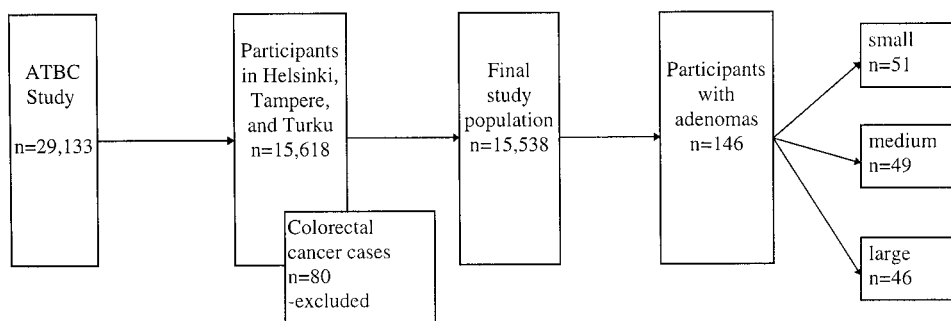 ATBC
Study
n=29,133
Participants
in Helsinki,
Tampere,
and Turku
n=15,618
Colorectal
cancer cases
n=80
-excluded
Final
study
population
n=15,538
Participants
with
adenomas
n=146
small
n=51
medium
n=49
large
n=46